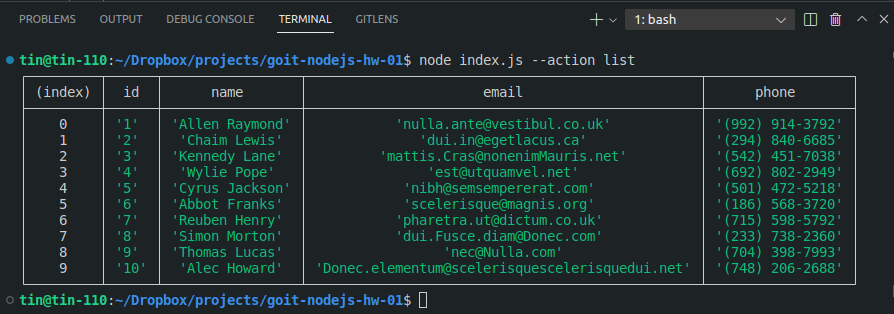 PROBLEMS OUTPUT DEBUG CONSOLE TERMINAL GITLENS 1: bash
tin@tin-110:~/Dropbox/projects/goit-nodejs-hw-01$ node index.js --action list
(index) id name email phone
0 '1' 'Allen Raymond' 'nulla.ante@vestibul.co.uk' '(992) 914-3792'
1 '2' 'Chaim Lewis' 'dui.in@egetlacus.ca' '(294) 840-6685'
2 '3' 'Kennedy Lane' 'mattis.Cras@nonenimMauris.net' '(542) 451-7038'
3 '4' 'Wylie Pope' 'est@utquamvel.net' '(692) 802-2949'
4 '5' 'Cyrus Jackson' 'nibh@semsempererat.com' '(501) 472-5218'
5 '6' 'Abbot Franks' 'scelerisque@magnis.org' '(186) 568-3720'
6 '7' 'Reuben Henry' 'pharetra.ut@dictum.co.uk' '(715) 598-5792'
7 '8' 'Simon Morton' 'dui.Fusce.diam@Donec.com' '(233) 738-2360'
8 '9' 'Thomas Lucas' 'nec@Nulla.com' '(704) 398-7993'
9 '10' 'Alec Howard' 'Donec.elementum@scelerisquescelerisquedui.net' '(748) 206-2688'
tin@tin-110:~/Dropbox/projects/goit-nodejs-hw-01$